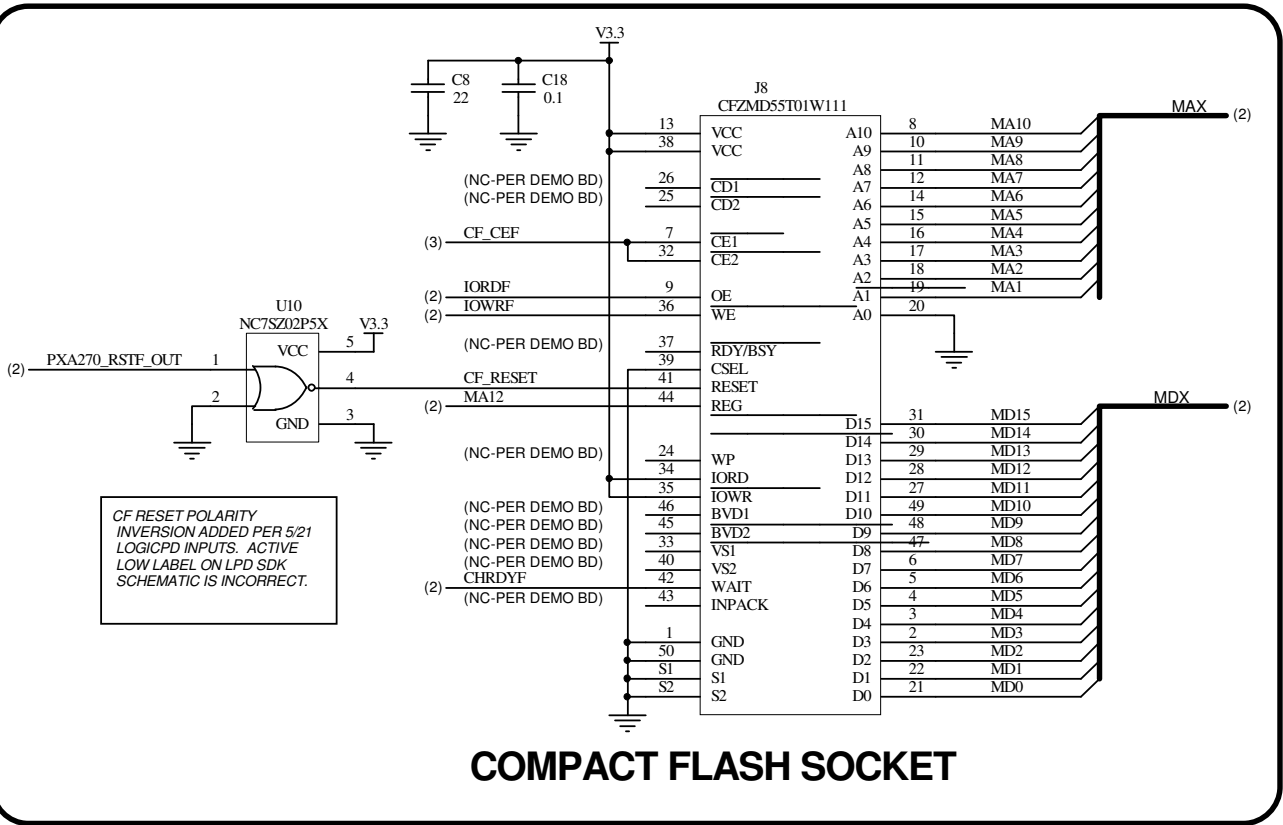 V3.3
C8
22
C18
0.1
J8
CFZMD55T01W111
13 VCC
38 VCC
(NC-PER DEMO BD) 26 CD1
(NC-PER DEMO BD) 25 CD2
(3) CF_CEF 7 CE1
32 CE2
(2) IORDF 9 OE
(2) IOWRF 36 WE
(NC-PER DEMO BD) 37 RDY/BSY
39 CSEL
CF_RESET 41 RESET
(2) MA12 44 REG
(NC-PER DEMO BD) 24 WP
34 IORD
35 IOWR
(NC-PER DEMO BD) 46 BVD1
(NC-PER DEMO BD) 45 BVD2
(NC-PER DEMO BD) 33 VS1
(NC-PER DEMO BD) 40 VS2
(2) CHRDYF 42 WAIT
(NC-PER DEMO BD) 43 INPACK
1 GND
50 GND
S1 S1
S2 S2
A10 8 MA10
A9 10 MA9
A8 11 MA8
A7 12 MA7
A6 14 MA6
A5 15 MA5
A4 16 MA4
A3 17 MA3
A2 18 MA2
A1 19 MA1
A0 20
MAX (2)
D15 31 MD15
D14 30 MD14
D13 29 MD13
D12 28 MD12
D11 27 MD11
D10 49 MD10
D9 48 MD9
D8 47 MD8
D7 6 MD7
D6 5 MD6
D5 4 MD5
D4 3 MD4
D3 2 MD3
D2 23 MD2
D1 22 MD1
D0 21 MD0
MDX (2)
U10
NC7SZ02P5X
V3.3
VCC 5
(2) PXA270_RSTF_OUT 1
4
2
GND 3
CF RESET POLARITY
INVERSION ADDED PER 5/21
LOGICPD INPUTS. ACTIVE
LOW LABEL ON LPD SDK
SCHEMATIC IS INCORRECT.
COMPACT FLASH SOCKET